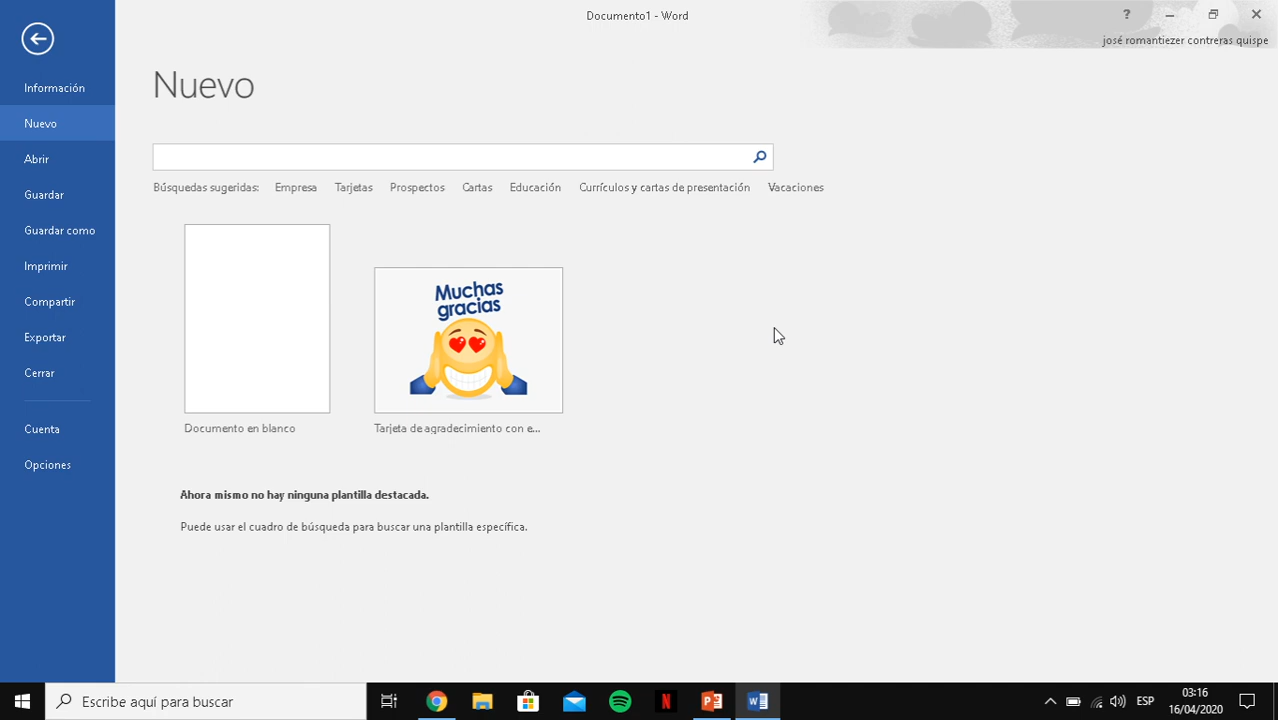 Documento1 - Word
?
josé romantiezer contreras quispe
Información
Nuevo
Abrir
Guardar
Guardar como
Imprimir
Compartir
Exportar
Cerrar
Cuenta
Opciones
Nuevo
Búsquedas sugeridas: Empresa Tarjetas Prospectos Cartas Educación Currículos y cartas de presentación Vacaciones
Muchas
gracias
Documento en blanco
Tarjeta de agradecimiento con e...
Ahora mismo no hay ninguna plantilla destacada.
Puede usar el cuadro de búsqueda para buscar una plantilla específica.
Escribe aquí para buscar
N
P
W
ESP
03:16
16/04/2020